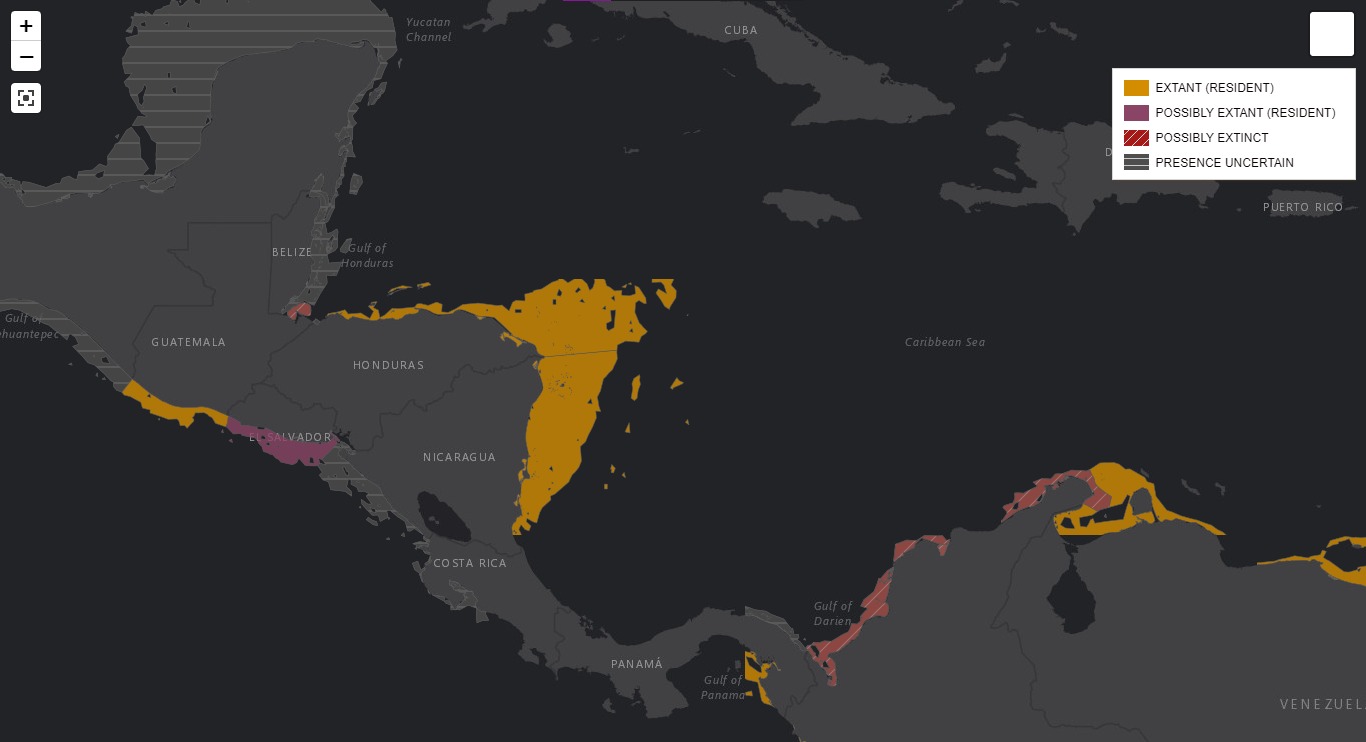 +
−
Yucatan
Channel
CUBA
EXTANT (RESIDENT)
POSSIBLY EXTANT (RESIDENT)
POSSIBLY EXTINCT
PRESENCE UNCERTAIN
D
PUERTO RICO
BELIZE
Gulf of
Honduras
Gulf of
huantepec
GUATEMALA
HONDURAS
Caribbean Sea
EL SALVADOR
NICARAGUA
COSTA RICA
Gulf of
Darien
PANAMÁ
Gulf of
Panama
VENEZUEL